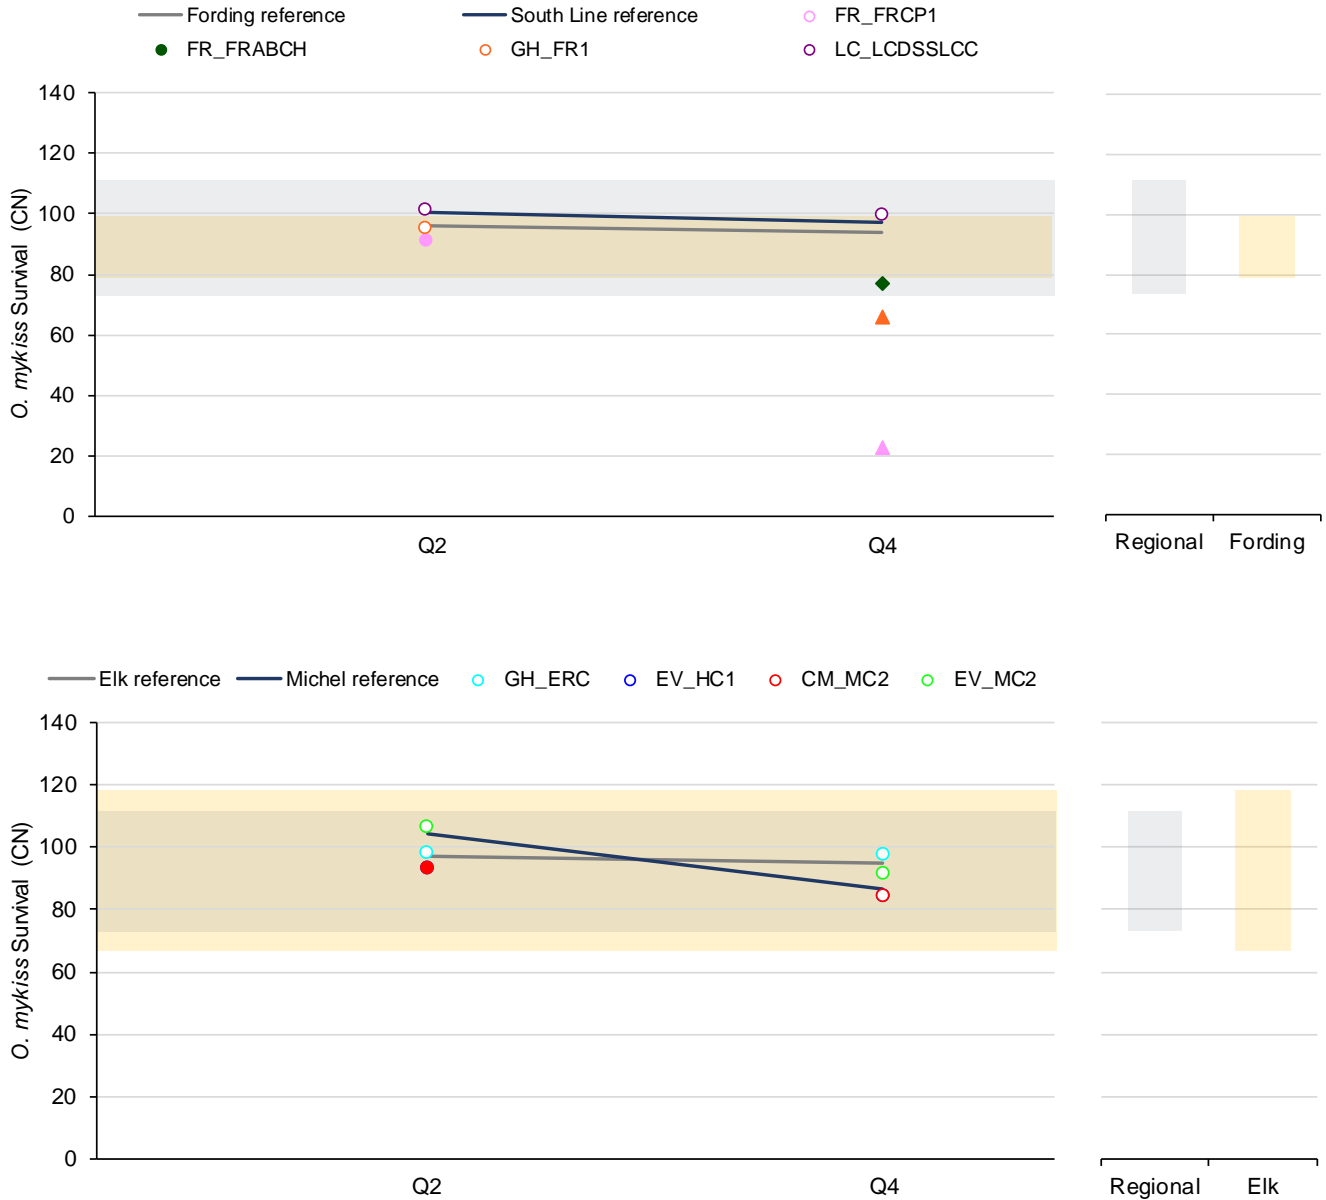 Fording reference South Line reference FR_FRCP1
FR_FRABCH GH_FR1 LC_LCDSSLCC
140
120
100
80
60
40
20
0
O. mykiss Survival (CN)
Q2 Q4
Regional Fording
Elk reference Michel reference GH_ERC EV_HC1 CM_MC2 EV_MC2
140
120
100
80
60
40
20
0
O. mykiss Survival (CN)
Q2 Q4
Regional Elk